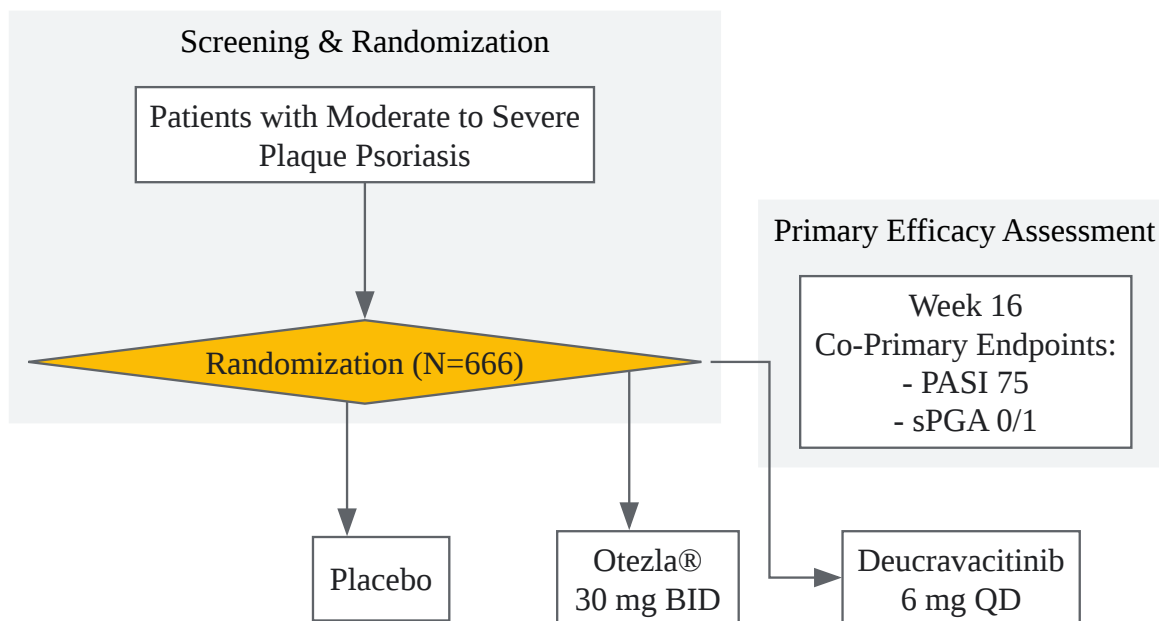 Screening & Randomization
Patients with Moderate to Severe
Plaque Psoriasis
Randomization (N=666)
Primary Efficacy Assessment
Week 16
Co-Primary Endpoints:
- PASI 75
- sPGA 0/1
Placebo
Otezla®
30 mg BID
Deucravacitinib
6 mg QD